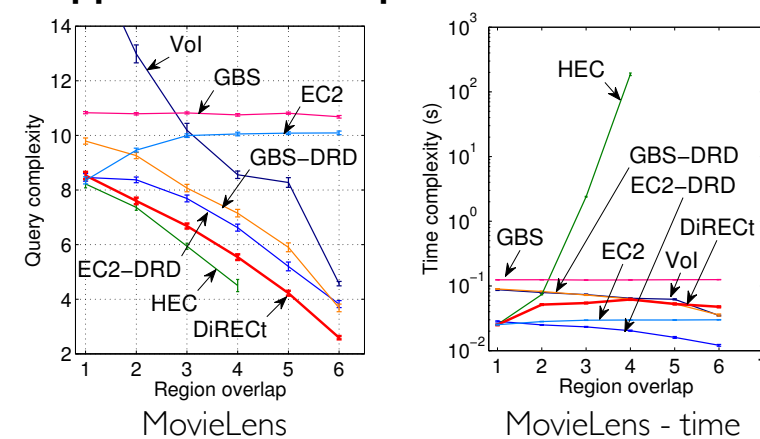 14
12
10
8
6
4
2
Query complexity
VoI
GBS
EC2
GBS-DRD
EC2-DRD
HEC
DiRECt
1 2 3 4 5 6
Region overlap
MovieLens
10^3
10^2
10^1
10^0
10^-1
10^-2
Time complexity (s)
HEC
GBS-DRD
EC2-DRD
DiRECt
GBS
EC2
VoI
1 2 3 4 5 6
Region overlap
MovieLens - time